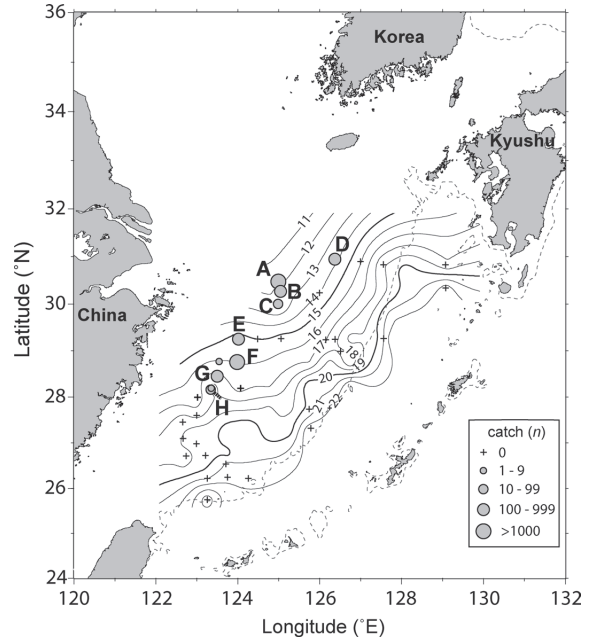 36
34
32
30
28
26
24
Latitude (°N)
Korea
Kyushu
China
11
12
13
14
15
16
17
18
19
20
21
22
A
B
C
D
E
F
G
H
catch (n)
+ 0
1 - 9
10 - 99
100 - 999
>1000
120 122 124 126 128 130 132
Longitude (°E)